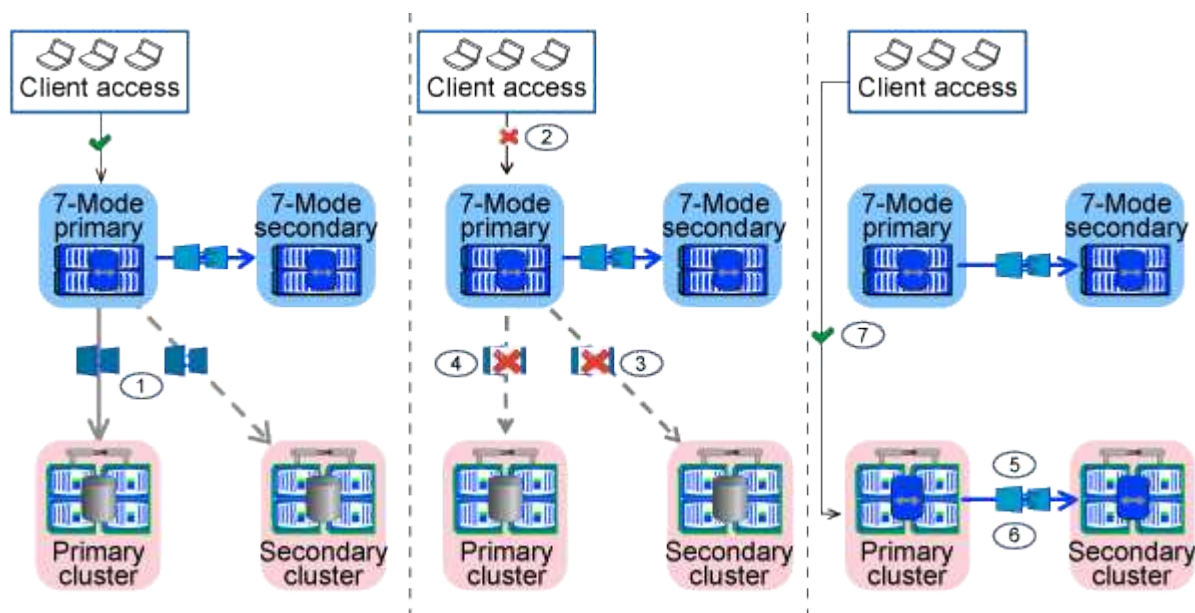 Client access
7-Mode
primary
7-Mode
secondary
1
Primary
cluster
Secondary
cluster
Client access
2
7-Mode
primary
7-Mode
secondary
4
3
Primary
cluster
Secondary
cluster
Client access
7-Mode
primary
7-Mode
secondary
7
5
6
Primary
cluster
Secondary
cluster